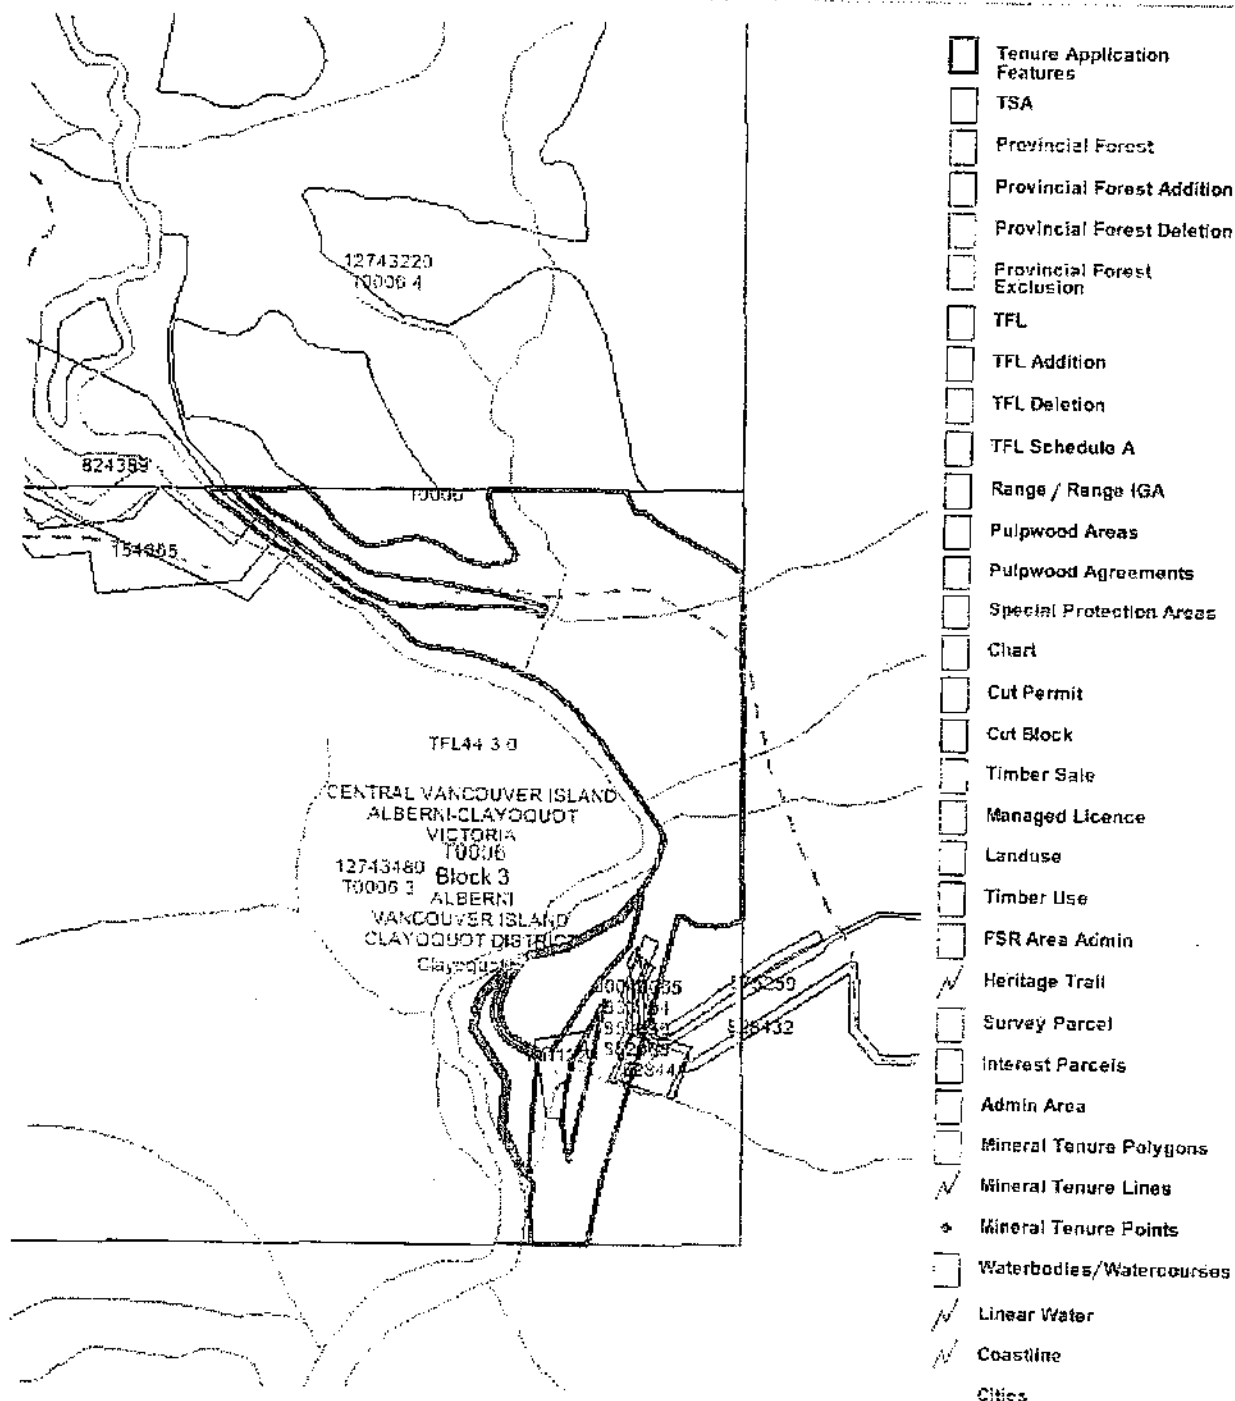 12743220
T0006 4
824389
T0006
154865
TFL44 3 0
CENTRAL VANCOUVER ISLAND
ALBERNI-CLAYOQUOT
VICTORIA
T0006
12743480
Block 3
T0006 3
ALBERNI
VANCOUVER ISLAND
CLAYOQUOT DISTRICT
Tenure Application
Features
TSA
Provincial Forest
Provincial Forest Addition
Provincial Forest Deletion
Provincial Forest
Exclusion
TFL
TFL Addition
TFL Deletion
TFL Schedule A
Range / Range IGA
Pulpwood Areas
Pulpwood Agreements
Special Protection Areas
Chart
Cut Permit
Cut Block
Timber Sale
Managed Licence
Landuse
Timber Use
FSR Area Admin
Heritage Trail
Survey Parcel
Interest Parcels
Admin Area
Mineral Tenure Polygons
Mineral Tenure Lines
Mineral Tenure Points
Waterbodies/Watercourses
Linear Water
Coastline
Cities